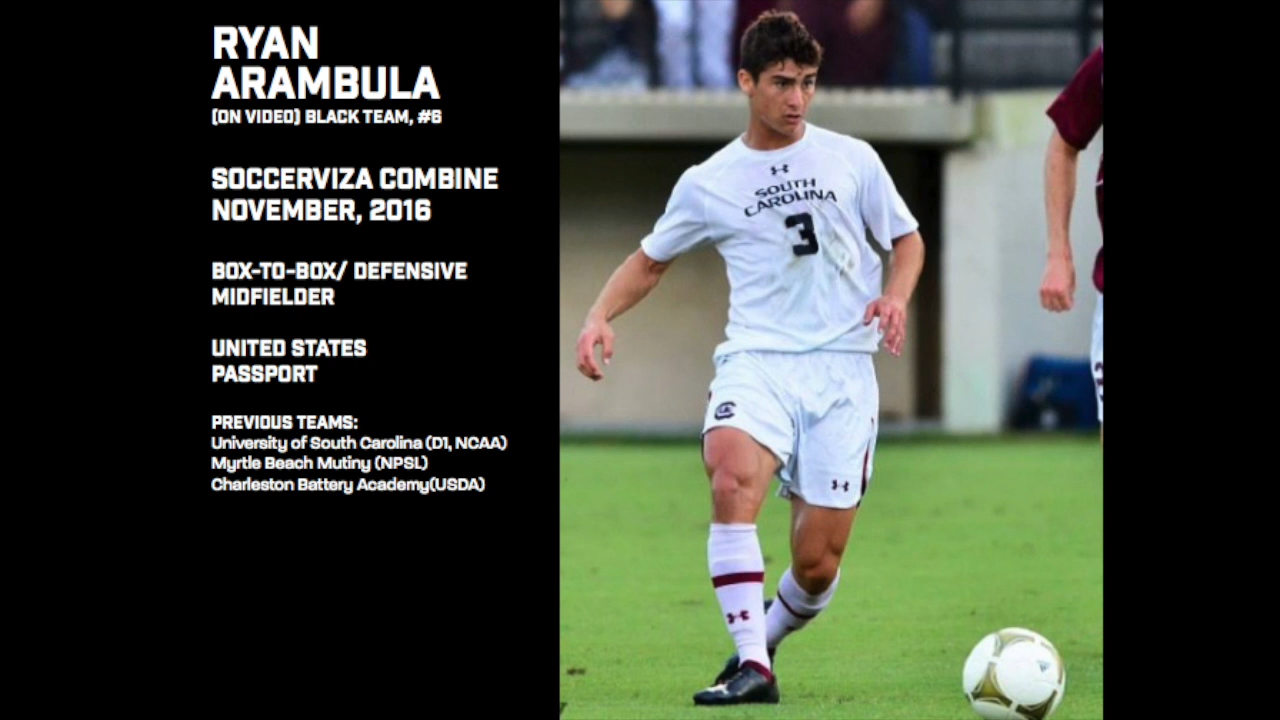 RYAN
ARAMBULA
(ON VIDEO) BLACK TEAM, #6
SOCCERVIZA COMBINE
NOVEMBER, 2016
BOX-TO-BOX/ DEFENSIVE
MIDFIELDER
UNITED STATES
PASSPORT
PREVIOUS TEAMS:
University of South Carolina (D1, NCAA)
Myrtle Beach Mutiny (NPSL)
Charleston Battery Academy(USDA)
SOUTH
CAROLINA
3